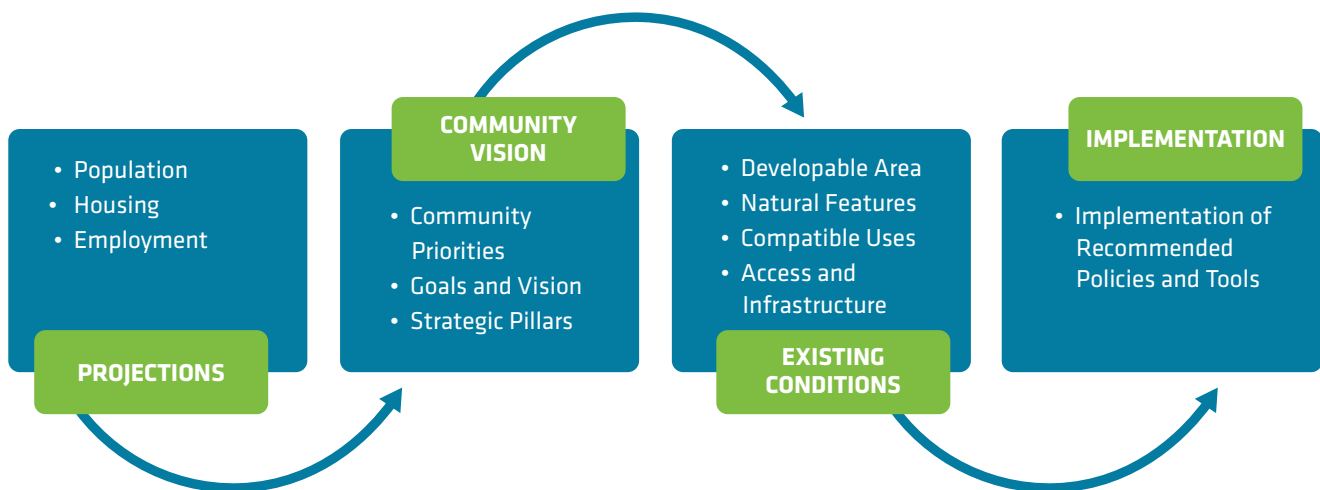 • Population
• Housing
• Employment
PROJECTIONS
COMMUNITY
VISION
• Community
Priorities
• Goals and Vision
• Strategic Pillars
• Developable Area
• Natural Features
• Compatible Uses
• Access and
Infrastructure
EXISTING
CONDITIONS
IMPLEMENTATION
• Implementation of
Recommended
Policies and Tools